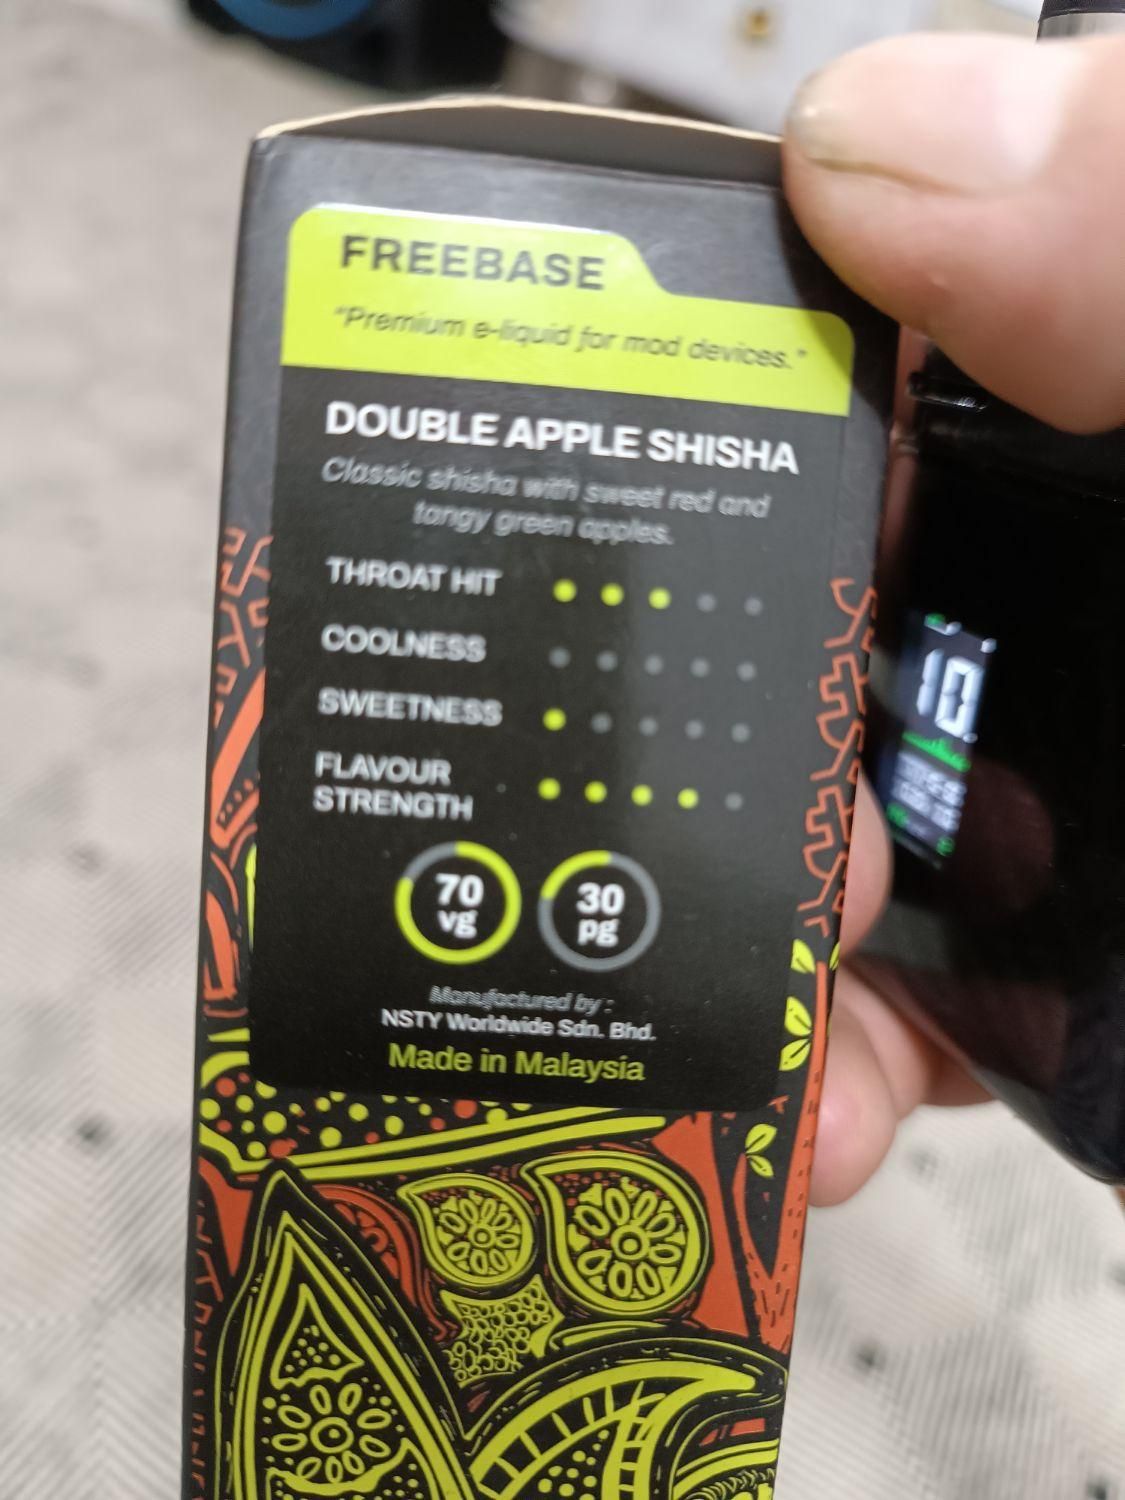 FREEBASE
"Premium e-liquid for mod devices."
DOUBLE APPLE SHISHA
Classic shisha with sweet red and
tangy green apples.
THROAT HIT
COOLNESS
SWEETNESS
FLAVOUR
STRENGTH
70
vg
30
pg
Manufactured by :
NSTY Worldwide Sdn. Bhd.
Made in Malaysia
10.